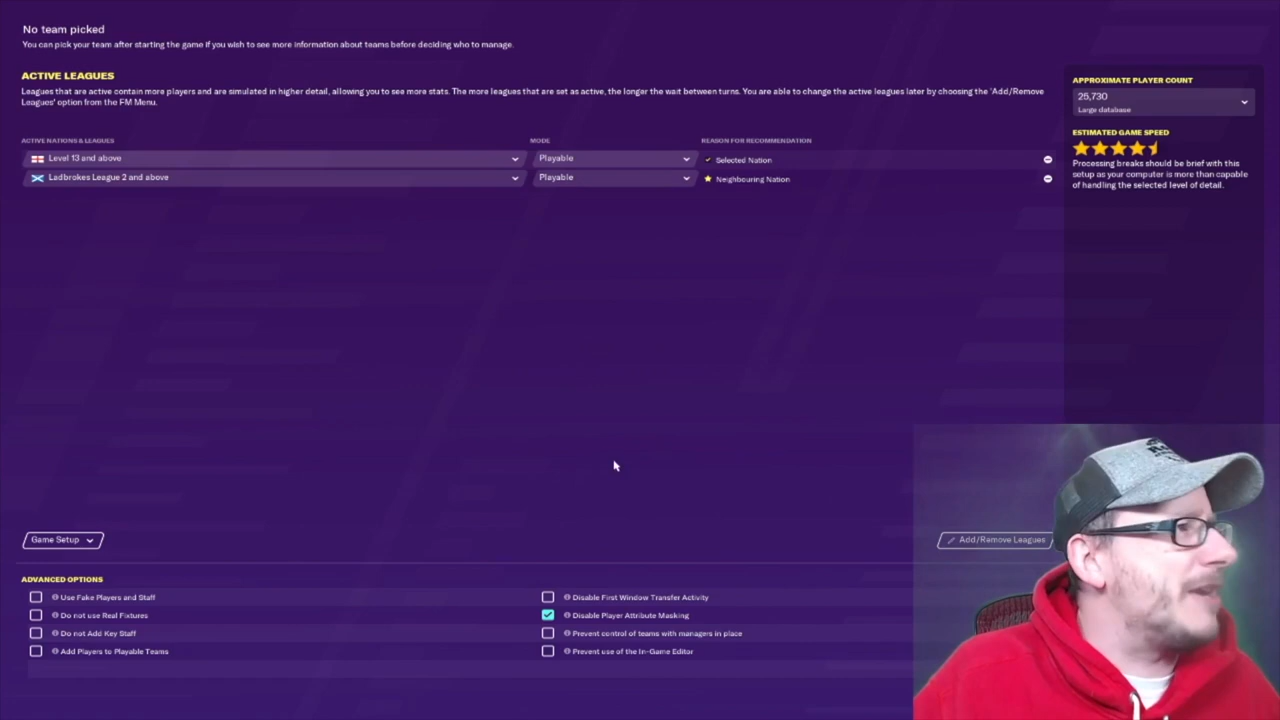 No team picked
You can pick your team after starting the game if you wish to see more information about teams before deciding who to manage.
ACTIVE LEAGUES
Leagues that are active contain more players and are simulated in higher detail, allowing you to see more stats. The more leagues that are set as active, the longer the wait between turns. You are able to change the active leagues later by choosing the 'Add/Remove
Leagues' option from the FM Menu.
ACTIVE NATIONS & LEAGUES MODE REASON FOR RECOMMENDATION
Level 13 and above Playable Selected Nation
Ladbrokes League 2 and above Playable Neighbouring Nation
APPROXIMATE PLAYER COUNT
25,730
Large database
ESTIMATED GAME SPEED
Processing breaks should be brief with this
setup as your computer is more than capable
of handling the selected level of detail.
Game Setup
Add/Remove Leagues
ADVANCED OPTIONS
Use Fake Players and Staff
Do not use Real Fixtures
Do not Add Key Staff
Add Players to Playable Teams
Disable First Window Transfer Activity
Disable Player Attribute Masking
Prevent control of teams with managers in place
Prevent use of the In-Game Editor